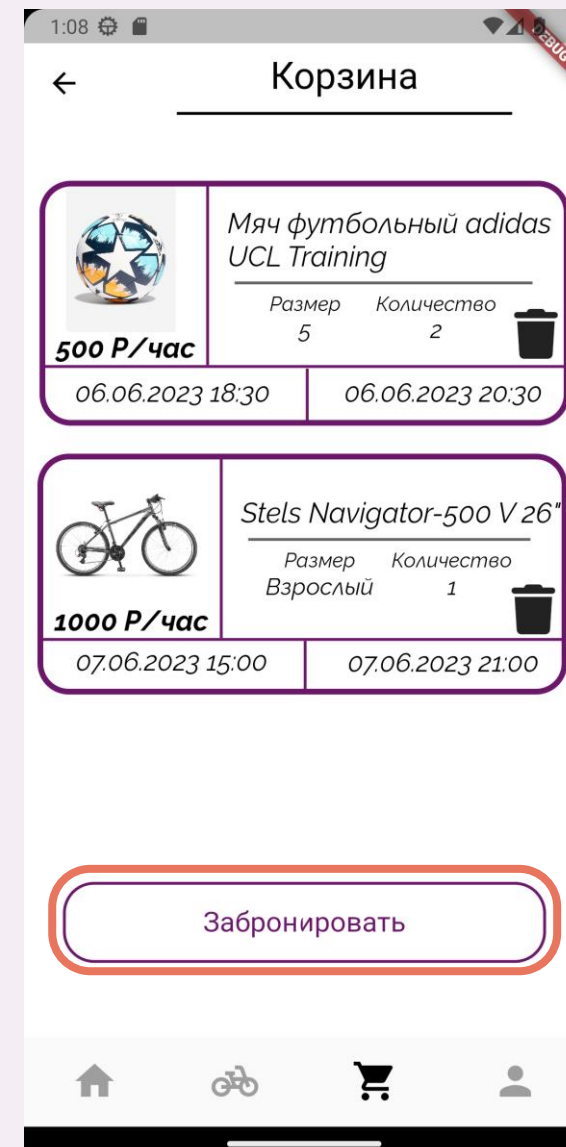 1:08
DEBUG
Корзина
Мяч футбольный adidas
UCL Training
Размер Количество
5 2
500 Р/час
06.06.2023 18:30 06.06.2023 20:30
Stels Navigator-500 V 26"
Размер Количество
Взрослый 1
1000 Р/час
07.06.2023 15:00 07.06.2023 21:00
Забронировать